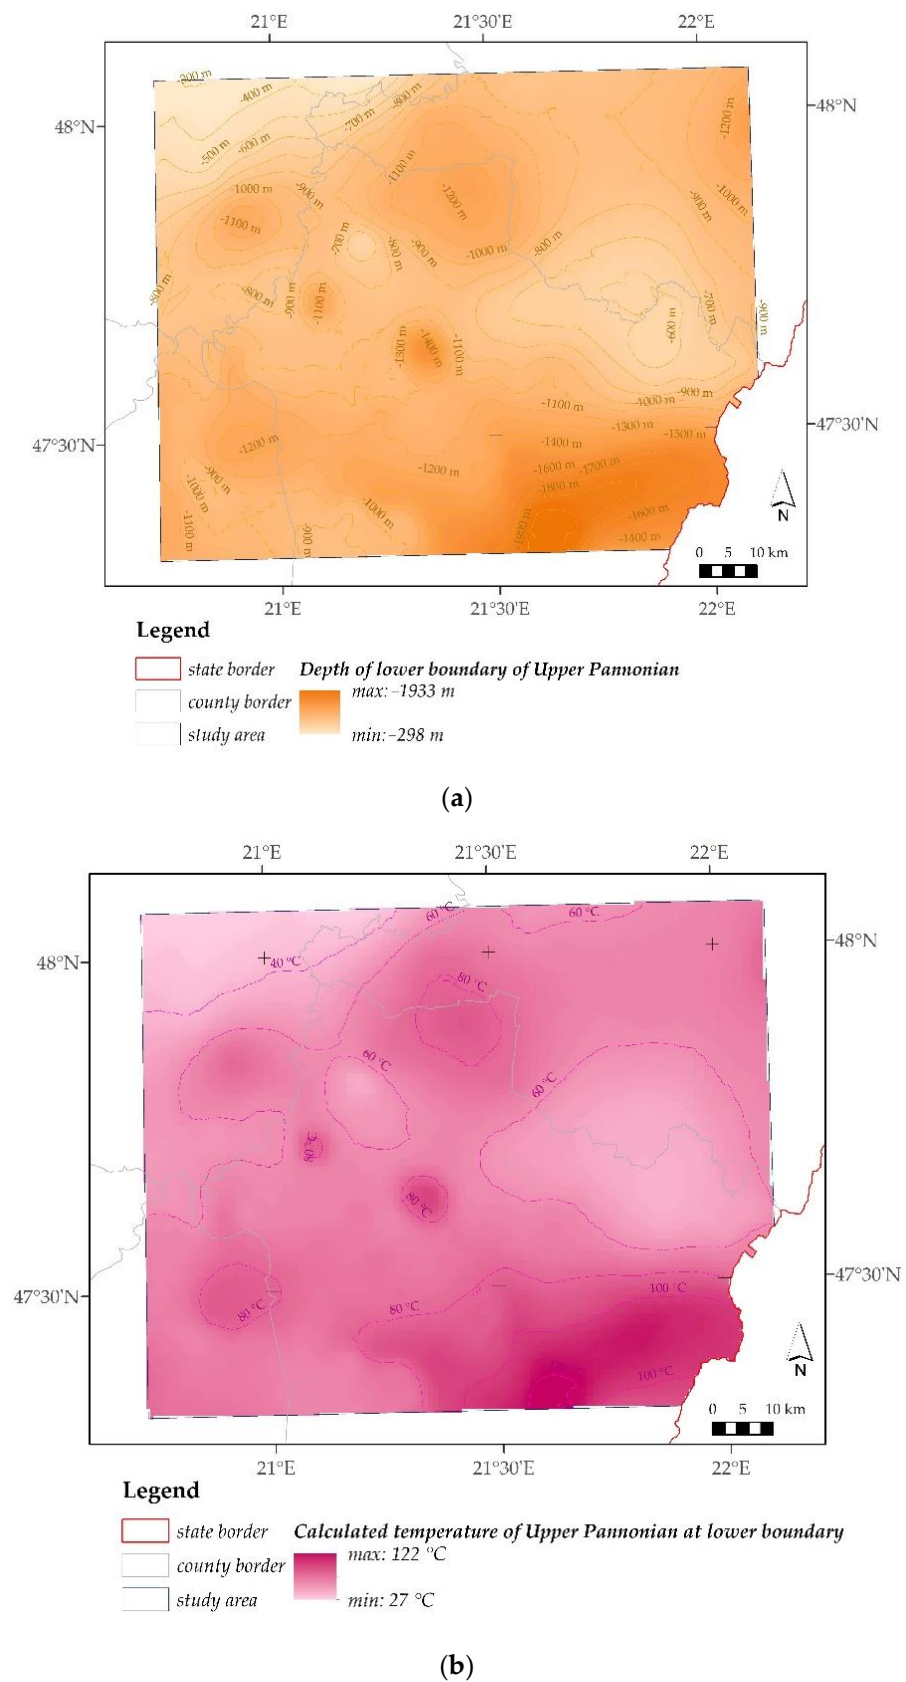 21°E 21°30'E 22°E
-300 m
-400 m
-800 m
-700 m
48°N
48°N
-1200 m
-500 m
-600 m
-1100 m
-1000 m
-900 m
-1200 m
-1000 m
-900 m
-1100 m
-700 m
-800 m
-900 m
-1000 m
-800 m
-800 m
-800 m
-900 m
-1100 m
-700 m
-900 m
-600 m
-1300 m
-1400 m
-1100 m
-900 m
-1000 m
-1100 m
-1300 m
-1500 m
47°30'N
47°30'N
-1200 m
-1400 m
-1200 m
-1600 m
-1700 m
-900 m
-1000 m
-1800 m
-1000 m
-1600 m
-1100 m
-900 m
-1900 m
-1400 m
N
0 5 10 km
21°E 21°30'E 22°E
Legend
state border
county border
study area
Depth of lower boundary of Upper Pannonian
max: –1933 m
min: –298 m
(a)
21°E 21°30'E 22°E
60 °C
60 °C
48°N
48°N
40 °C
80 °C
60 °C
60 °C
80 °C
80 °C
47°30'N
47°30'N
80 °C
80 °C
100 °C
100 °C
N
0 5 10 km
21°E 21°30'E 22°E
Legend
state border
county border
study area
Calculated temperature of Upper Pannonian at lower boundary
max: 122 °C
min: 27 °C
(b)